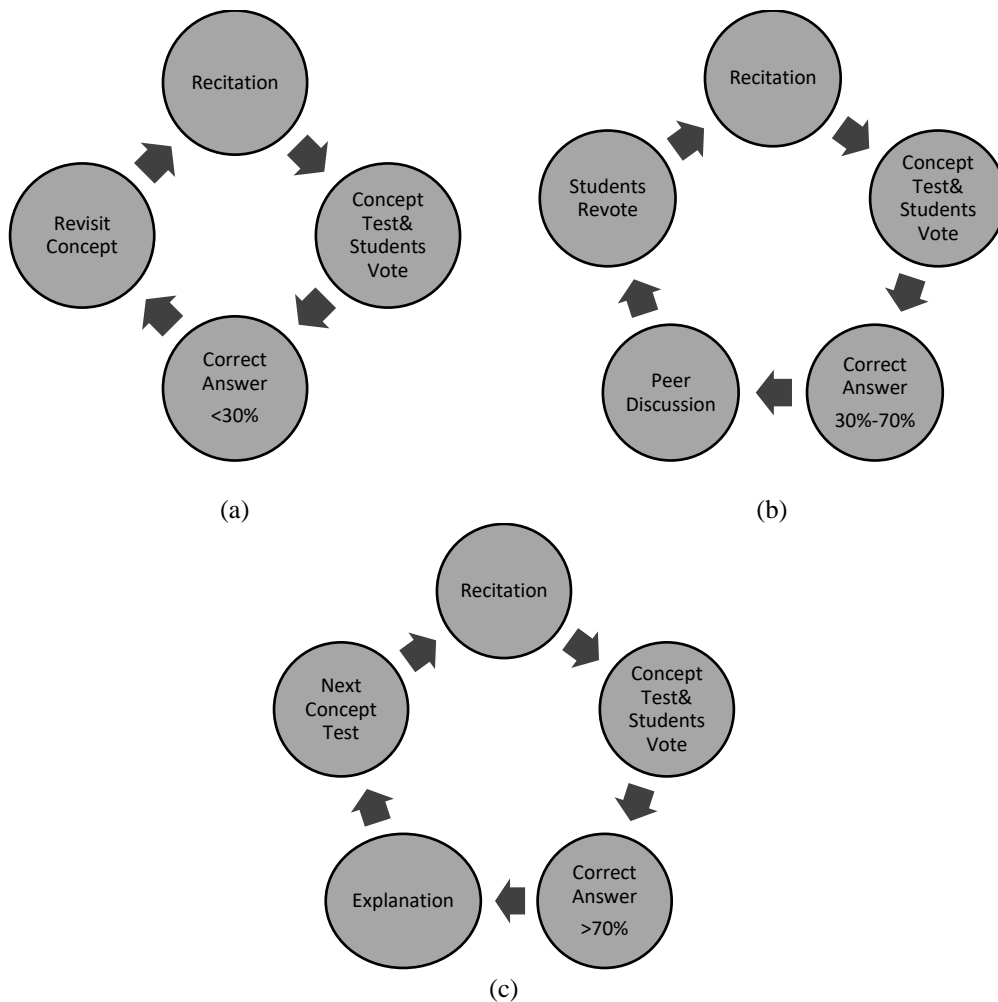 Recitation
Concept
Test&
Students
Vote
Correct
Answer
<30%
Revisit
Concept
(a)
Recitation
Concept
Test&
Students
Vote
Correct
Answer
30%-70%
Peer
Discussion
Students
Revote
(b)
Recitation
Concept
Test&
Students
Vote
Correct
Answer
>70%
Explanation
Next
Concept
Test
(c)